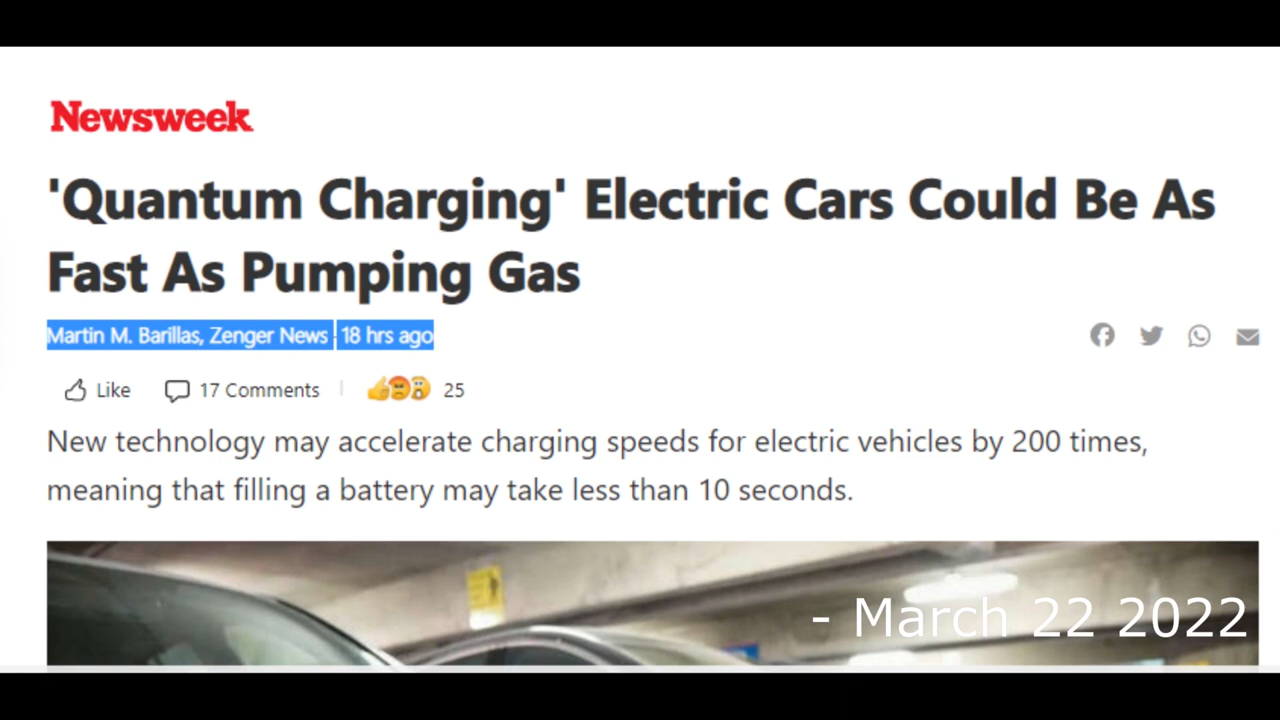 Newsweek
'Quantum Charging' Electric Cars Could Be As
Fast As Pumping Gas
Martin M. Barillas, Zenger News | 18 hrs ago
Like 17 Comments 25
New technology may accelerate charging speeds for electric vehicles by 200 times,
meaning that filling a battery may take less than 10 seconds.
- March 22 2022